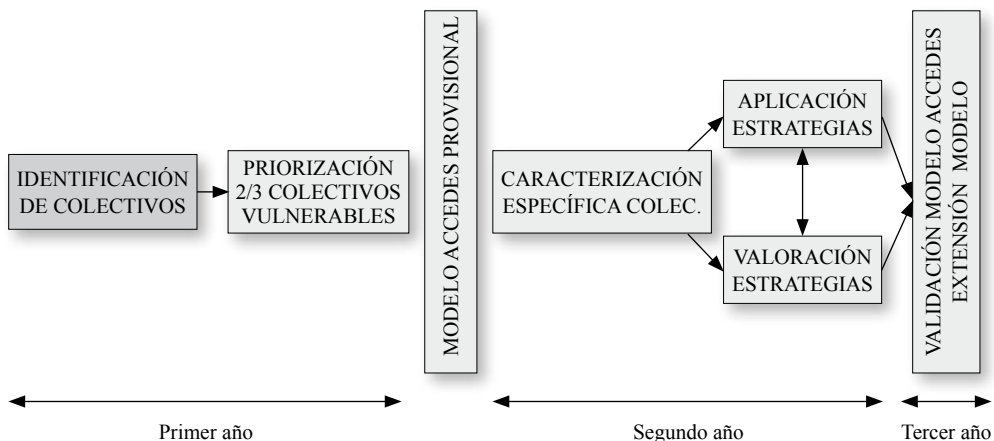 IDENTIFICACIÓN
DE COLECTIVOS
PRIORIZACIÓN
2/3 COLECTIVOS
VULNERABLES
MODELO ACCEDES PROVISIONAL
CARACTERIZACIÓN
ESPECÍFICA COLEC.
APLICACIÓN
ESTRATEGIAS
VALORACIÓN
ESTRATEGIAS
VALIDACIÓN MODELO ACCEDES
EXTENSIÓN MODELO
Primer año
Segundo año
Tercer año